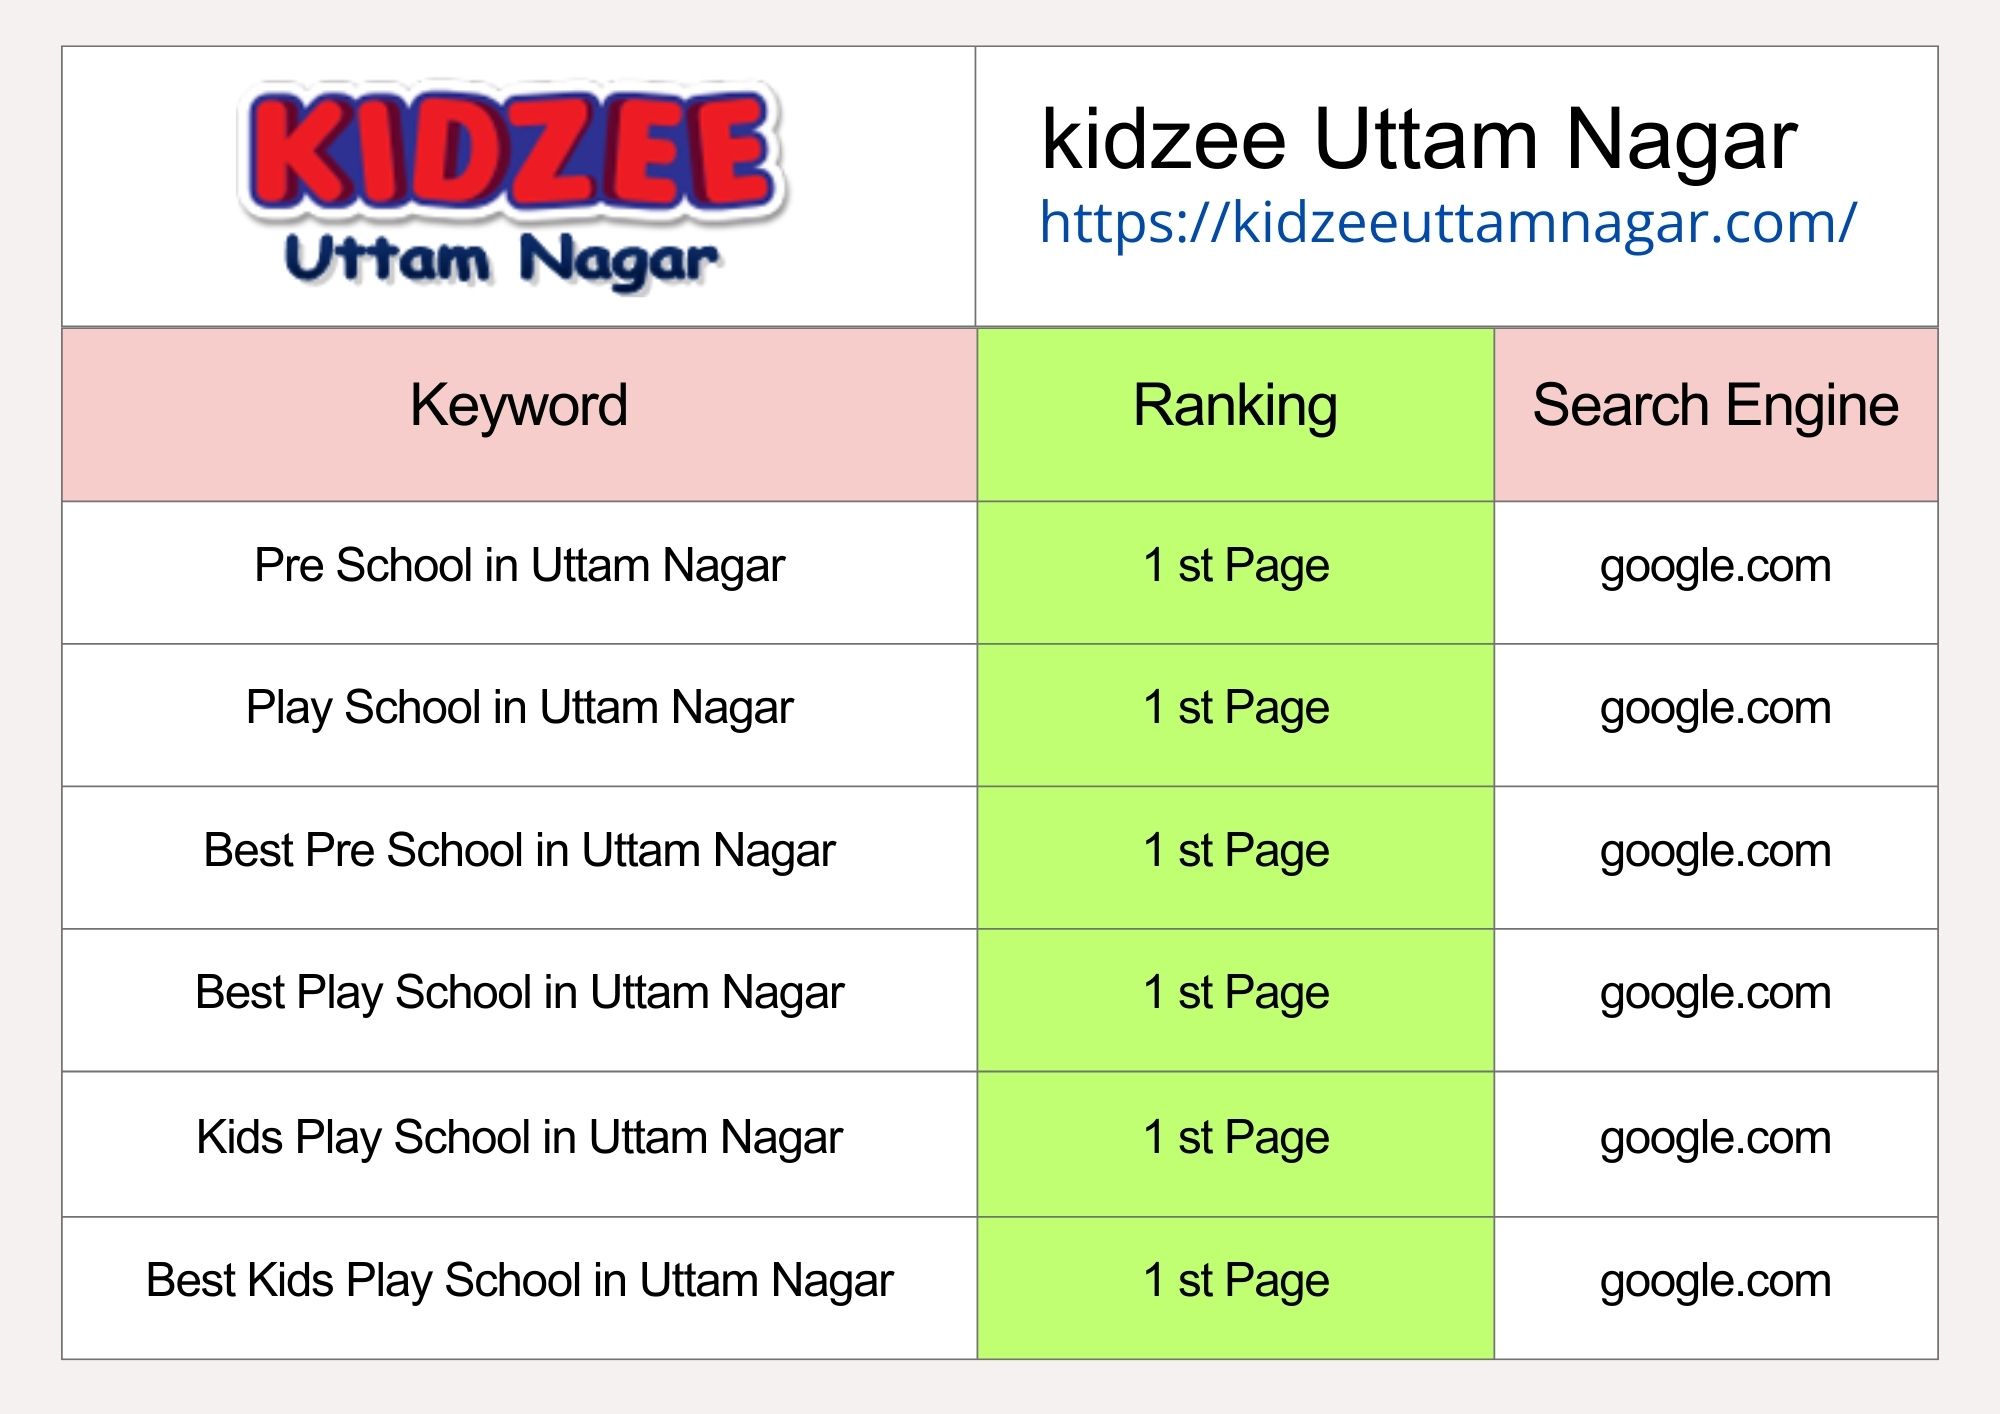 KIDZEE
Uttam Nagar
kidzee Uttam Nagar
https://kidzeeuttamnagar.com/
Keyword Ranking Search Engine
Pre School in Uttam Nagar 1 st Page google.com
Play School in Uttam Nagar 1 st Page google.com
Best Pre School in Uttam Nagar 1 st Page google.com
Best Play School in Uttam Nagar 1 st Page google.com
Kids Play School in Uttam Nagar 1 st Page google.com
Best Kids Play School in Uttam Nagar 1 st Page google.com